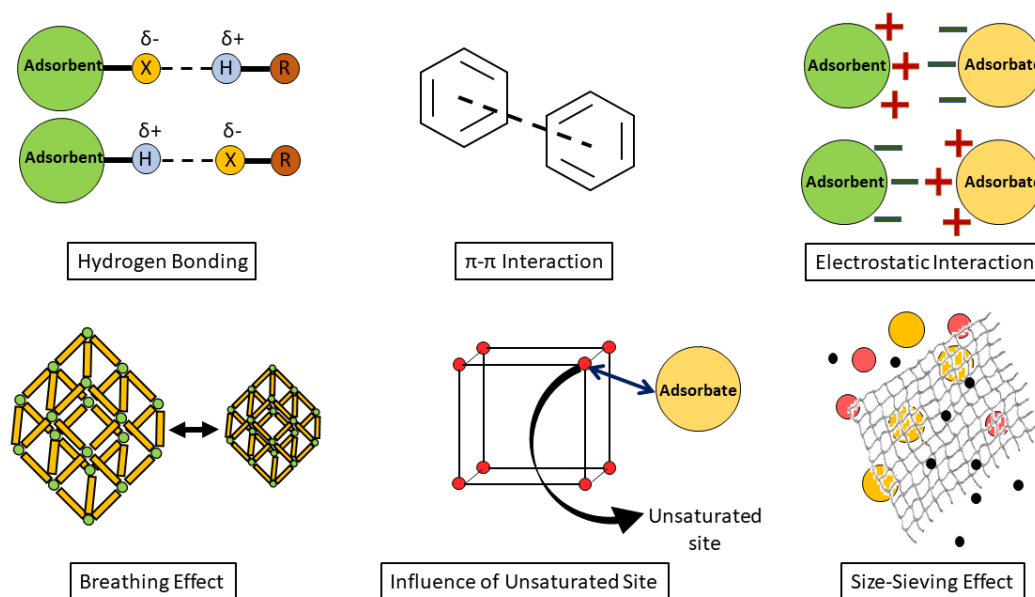 δ- δ+
Adsorbent X H R
δ+ δ-
Adsorbent H X R
Hydrogen Bonding
π-π Interaction
Adsorbent Adsorbate
Adsorbent Adsorbate
Electrostatic Interaction
Breathing Effect
Adsorbate
Unsaturated
site
Influence of Unsaturated Site
Size-Sieving Effect